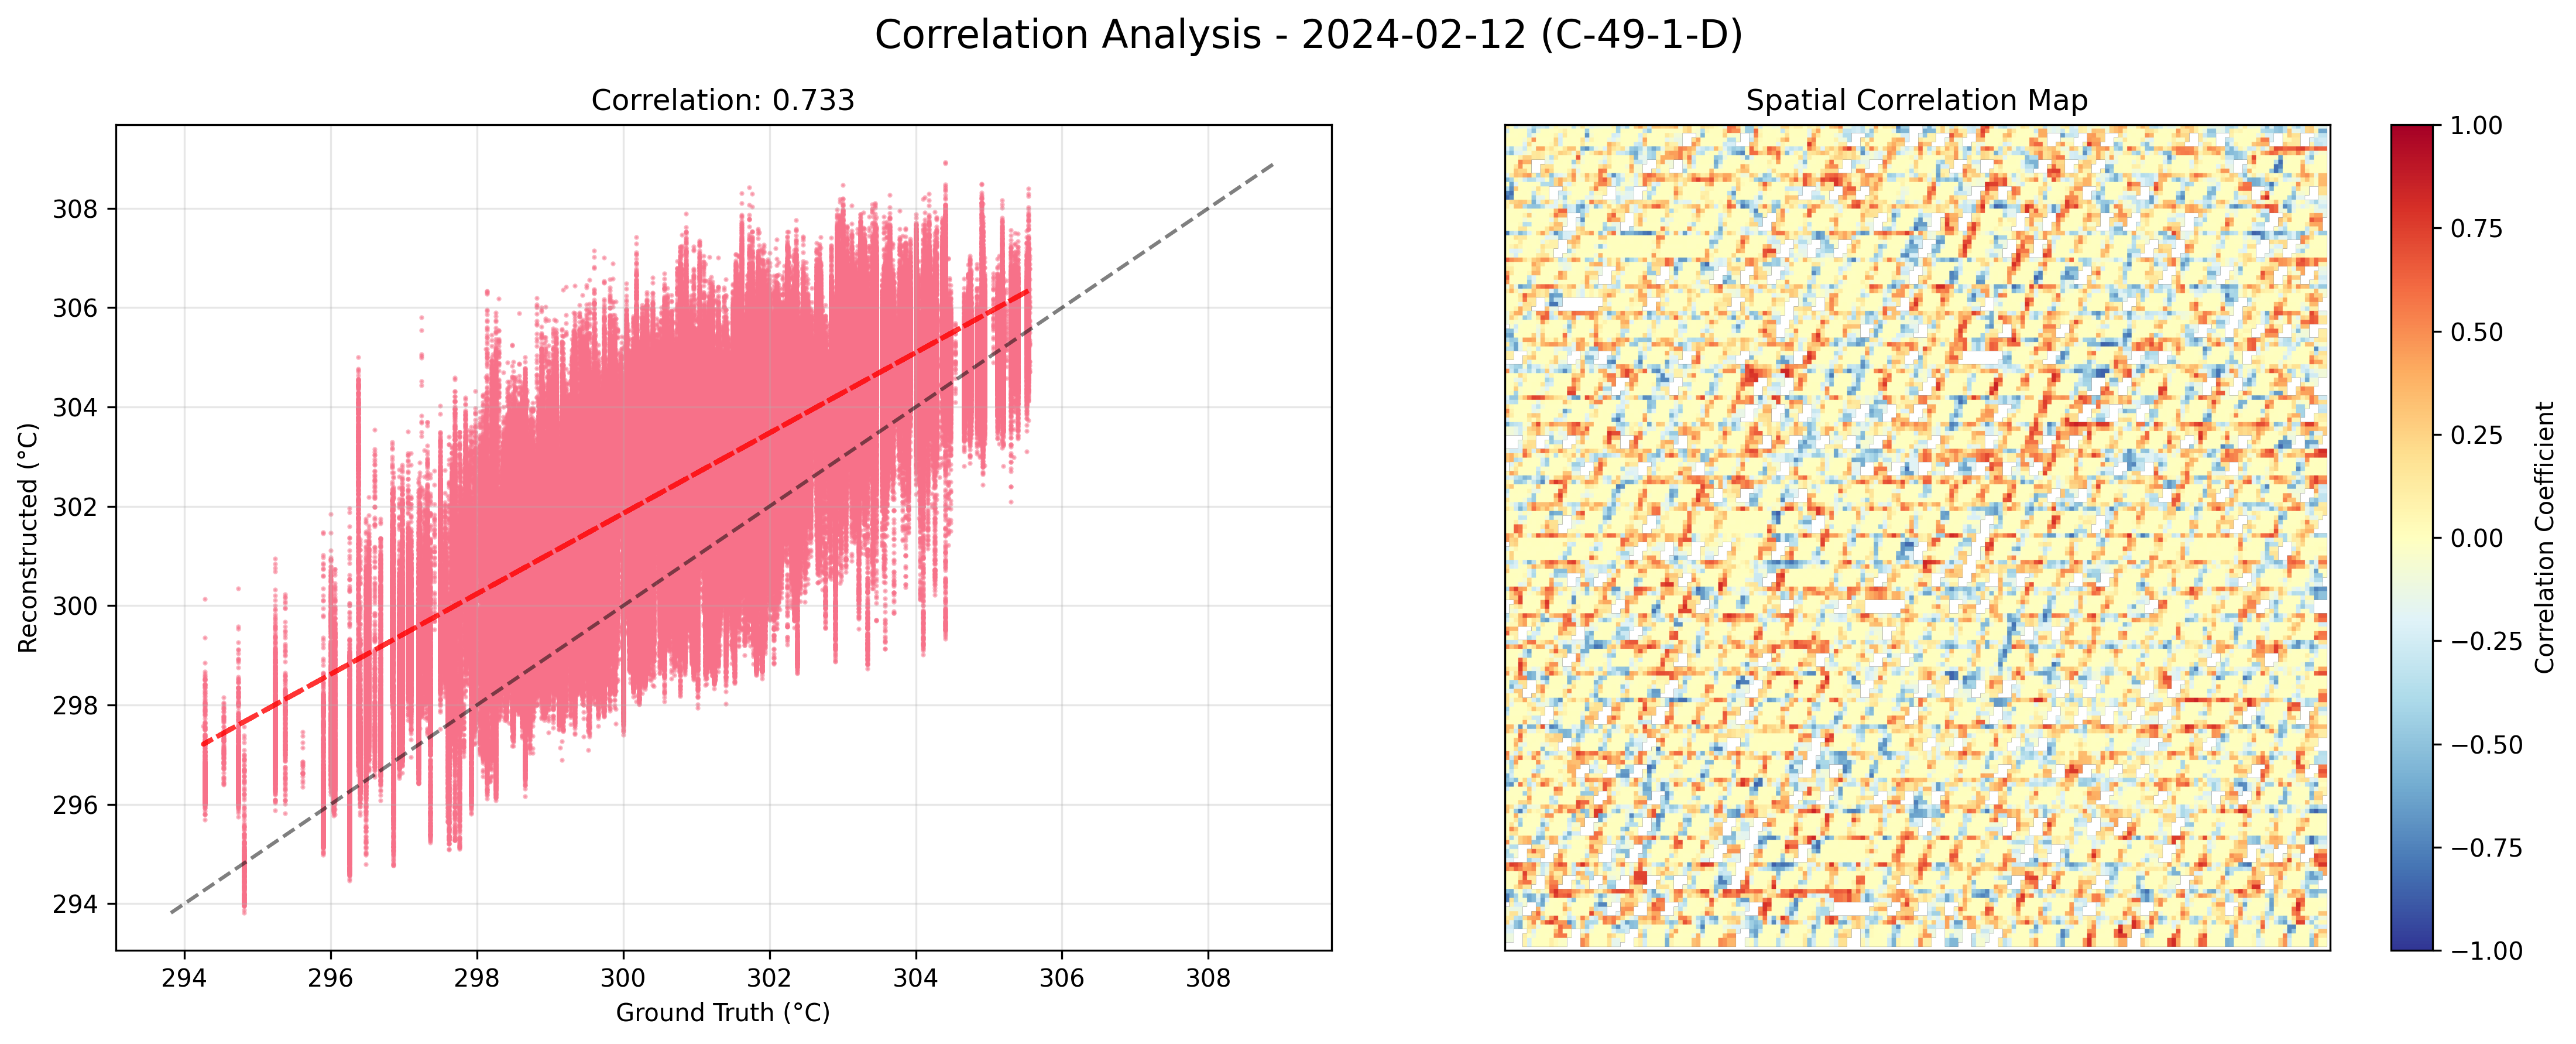 Correlation Analysis - 2024-02-12 (C-49-1-D)
Correlation: 0.733
Reconstructed (°C)
308
306
304
302
300
298
296
294
294 296 298 300 302 304 306 308
Ground Truth (°C)
Spatial Correlation Map
1.00
0.75
0.50
0.25
0.00
−0.25
−0.50
−0.75
−1.00
Correlation Coefficient